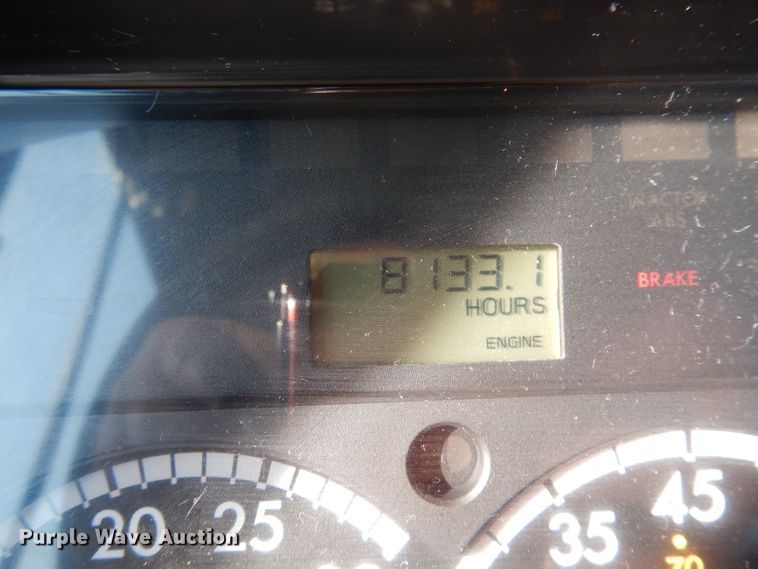 TRACTOR
ABS
8133.1
BRAKE
HOURS
ENGINE
20 25
35 45
70
Purple Wave Auction